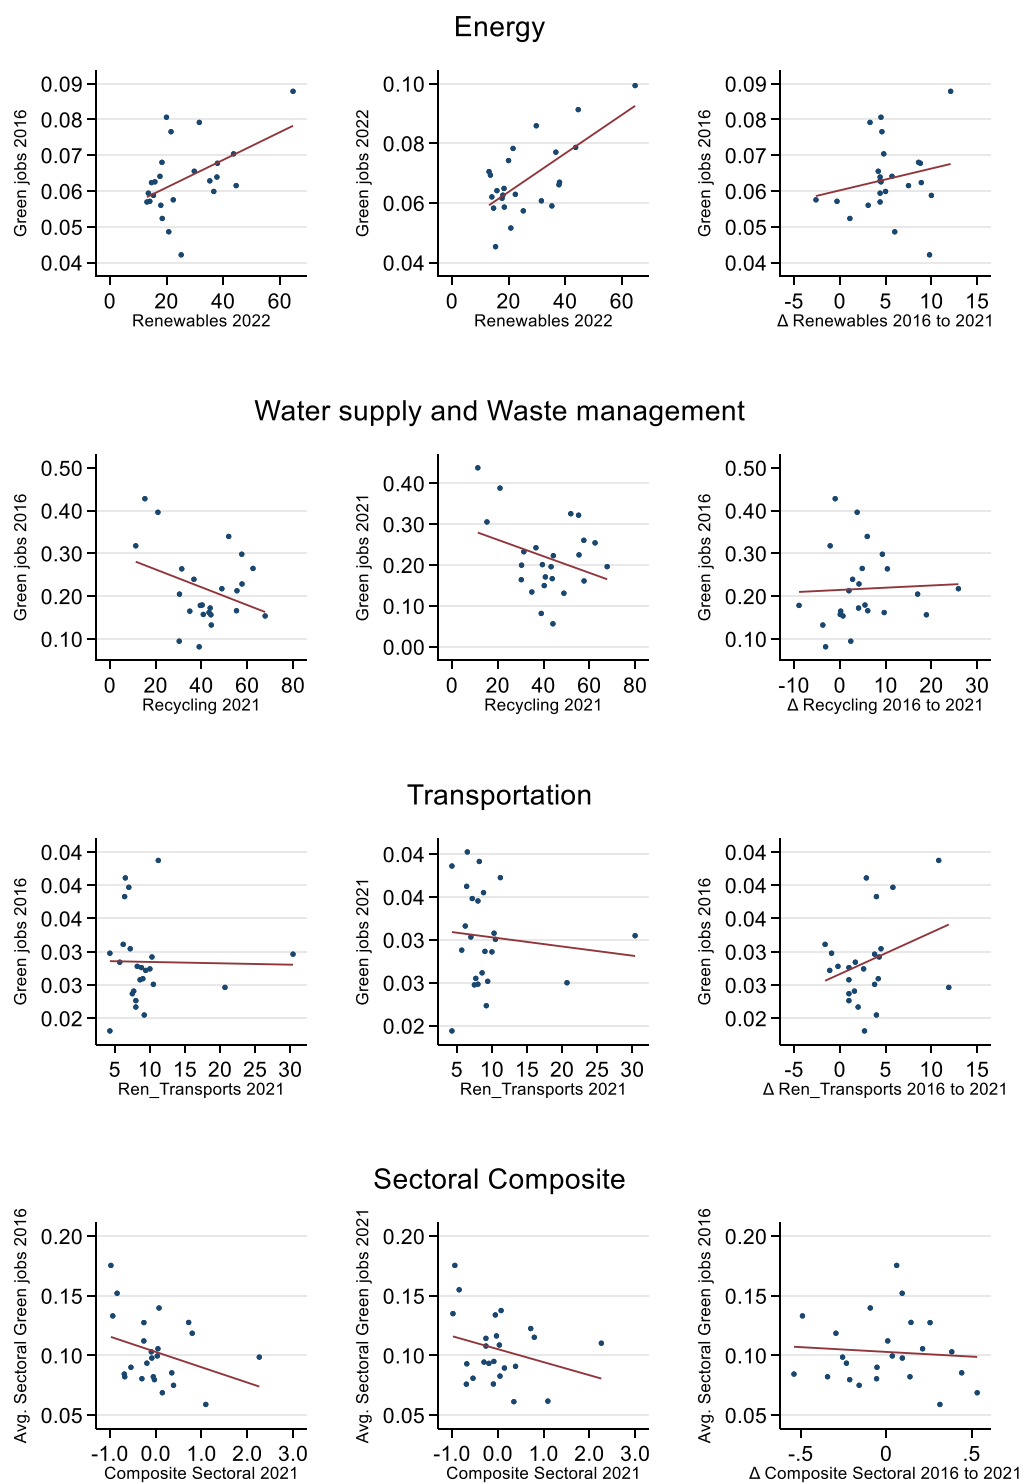 Energy
Green jobs 2016
0.09
0.08
0.07
0.06
0.05
0.04
0 20 40 60
Renewables 2022
Green jobs 2022
0.10
0.08
0.06
0.04
0 20 40 60
Renewables 2022
Green jobs 2016
0.09
0.08
0.07
0.06
0.05
0.04
-5 0 5 10 15
Δ Renewables 2016 to 2021
Water supply and Waste management
Green jobs 2016
0.50
0.40
0.30
0.20
0.10
0 20 40 60 80
Recycling 2021
Green jobs 2021
0.40
0.30
0.20
0.10
0.00
0 20 40 60 80
Recycling 2021
Green jobs 2016
0.50
0.40
0.30
0.20
0.10
-10 0 10 20 30
Δ Recycling 2016 to 2021
Transportation
Green jobs 2016
0.04
0.04
0.04
0.03
0.03
0.02
5 10 15 20 25 30
Ren_Transports 2021
Green jobs 2021
0.04
0.04
0.03
0.03
0.02
5 10 15 20 25 30
Ren_Transports 2021
Green jobs 2016
0.04
0.04
0.04
0.03
0.03
0.02
-5 0 5 10 15
Δ Ren_Transports 2016 to 2021
Sectoral Composite
Avg. Sectoral Green jobs 2016
0.20
0.15
0.10
0.05
-1.0 0.0 1.0 2.0 3.0
Composite Sectoral 2021
Avg. Sectoral Green jobs 2021
0.20
0.15
0.10
0.05
-1.0 0.0 1.0 2.0 3.0
Composite Sectoral 2021
Avg. Sectoral Green jobs 2016
0.20
0.15
0.10
0.05
-.5 0 .5
Δ Composite Sectoral 2016 to 2021